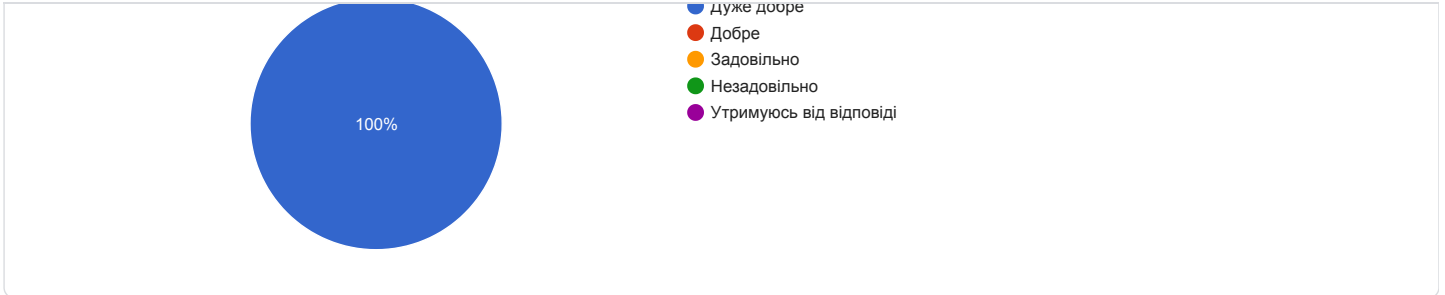 Дуже добре
Добре
Задовільно
Незадовільно
Утримуюсь від відповіді
100%